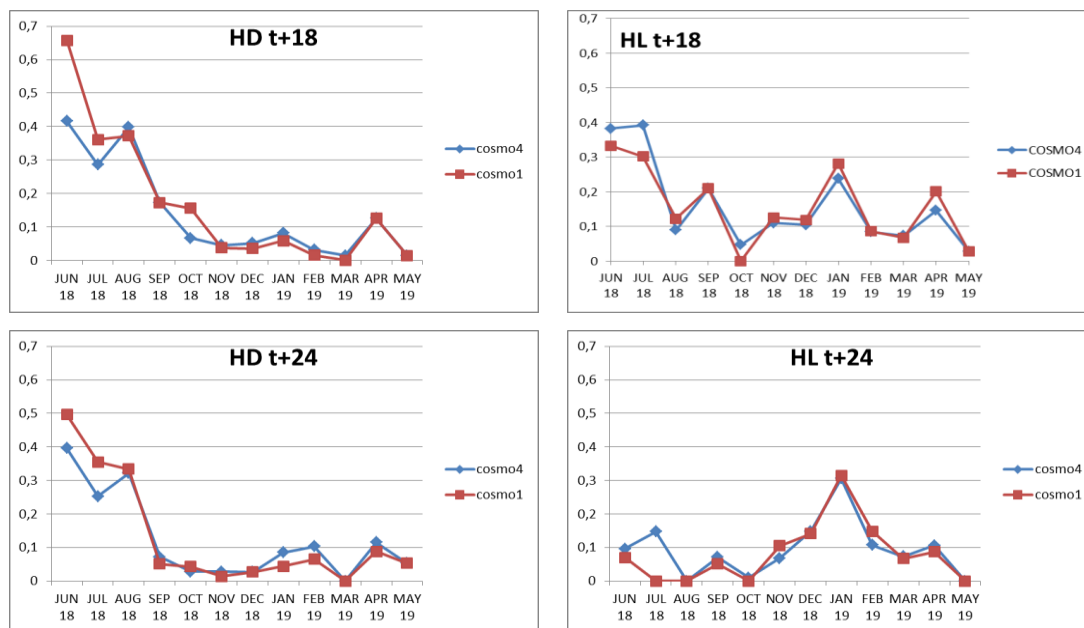 HD t+18
0,7
0,6
0,5
0,4
0,3
0,2
0,1
0
JUN JUL AUG SEP OCT NOV DEC JAN FEB MAR APR MAY
18 18 18 18 18 18 18 19 19 19 19 19
cosmo4
cosmo1
HL t+18
0,7
0,6
0,5
0,4
0,3
0,2
0,1
0
JUN JUL AUG SEP OCT NOV DEC JAN FEB MAR APR MAY
18 18 18 18 18 18 18 19 19 19 19 19
COSMO4
COSMO1
HD t+24
0,7
0,6
0,5
0,4
0,3
0,2
0,1
0
JUN JUL AUG SEP OCT NOV DEC JAN FEB MAR APR MAY
18 18 18 18 18 18 18 19 19 19 19 19
cosmo4
cosmo1
HL t+24
0,7
0,6
0,5
0,4
0,3
0,2
0,1
0
JUN JUL AUG SEP OCT NOV DEC JAN FEB MAR APR MAY
18 18 18 18 18 18 18 19 19 19 19 19
cosmo4
cosmo1